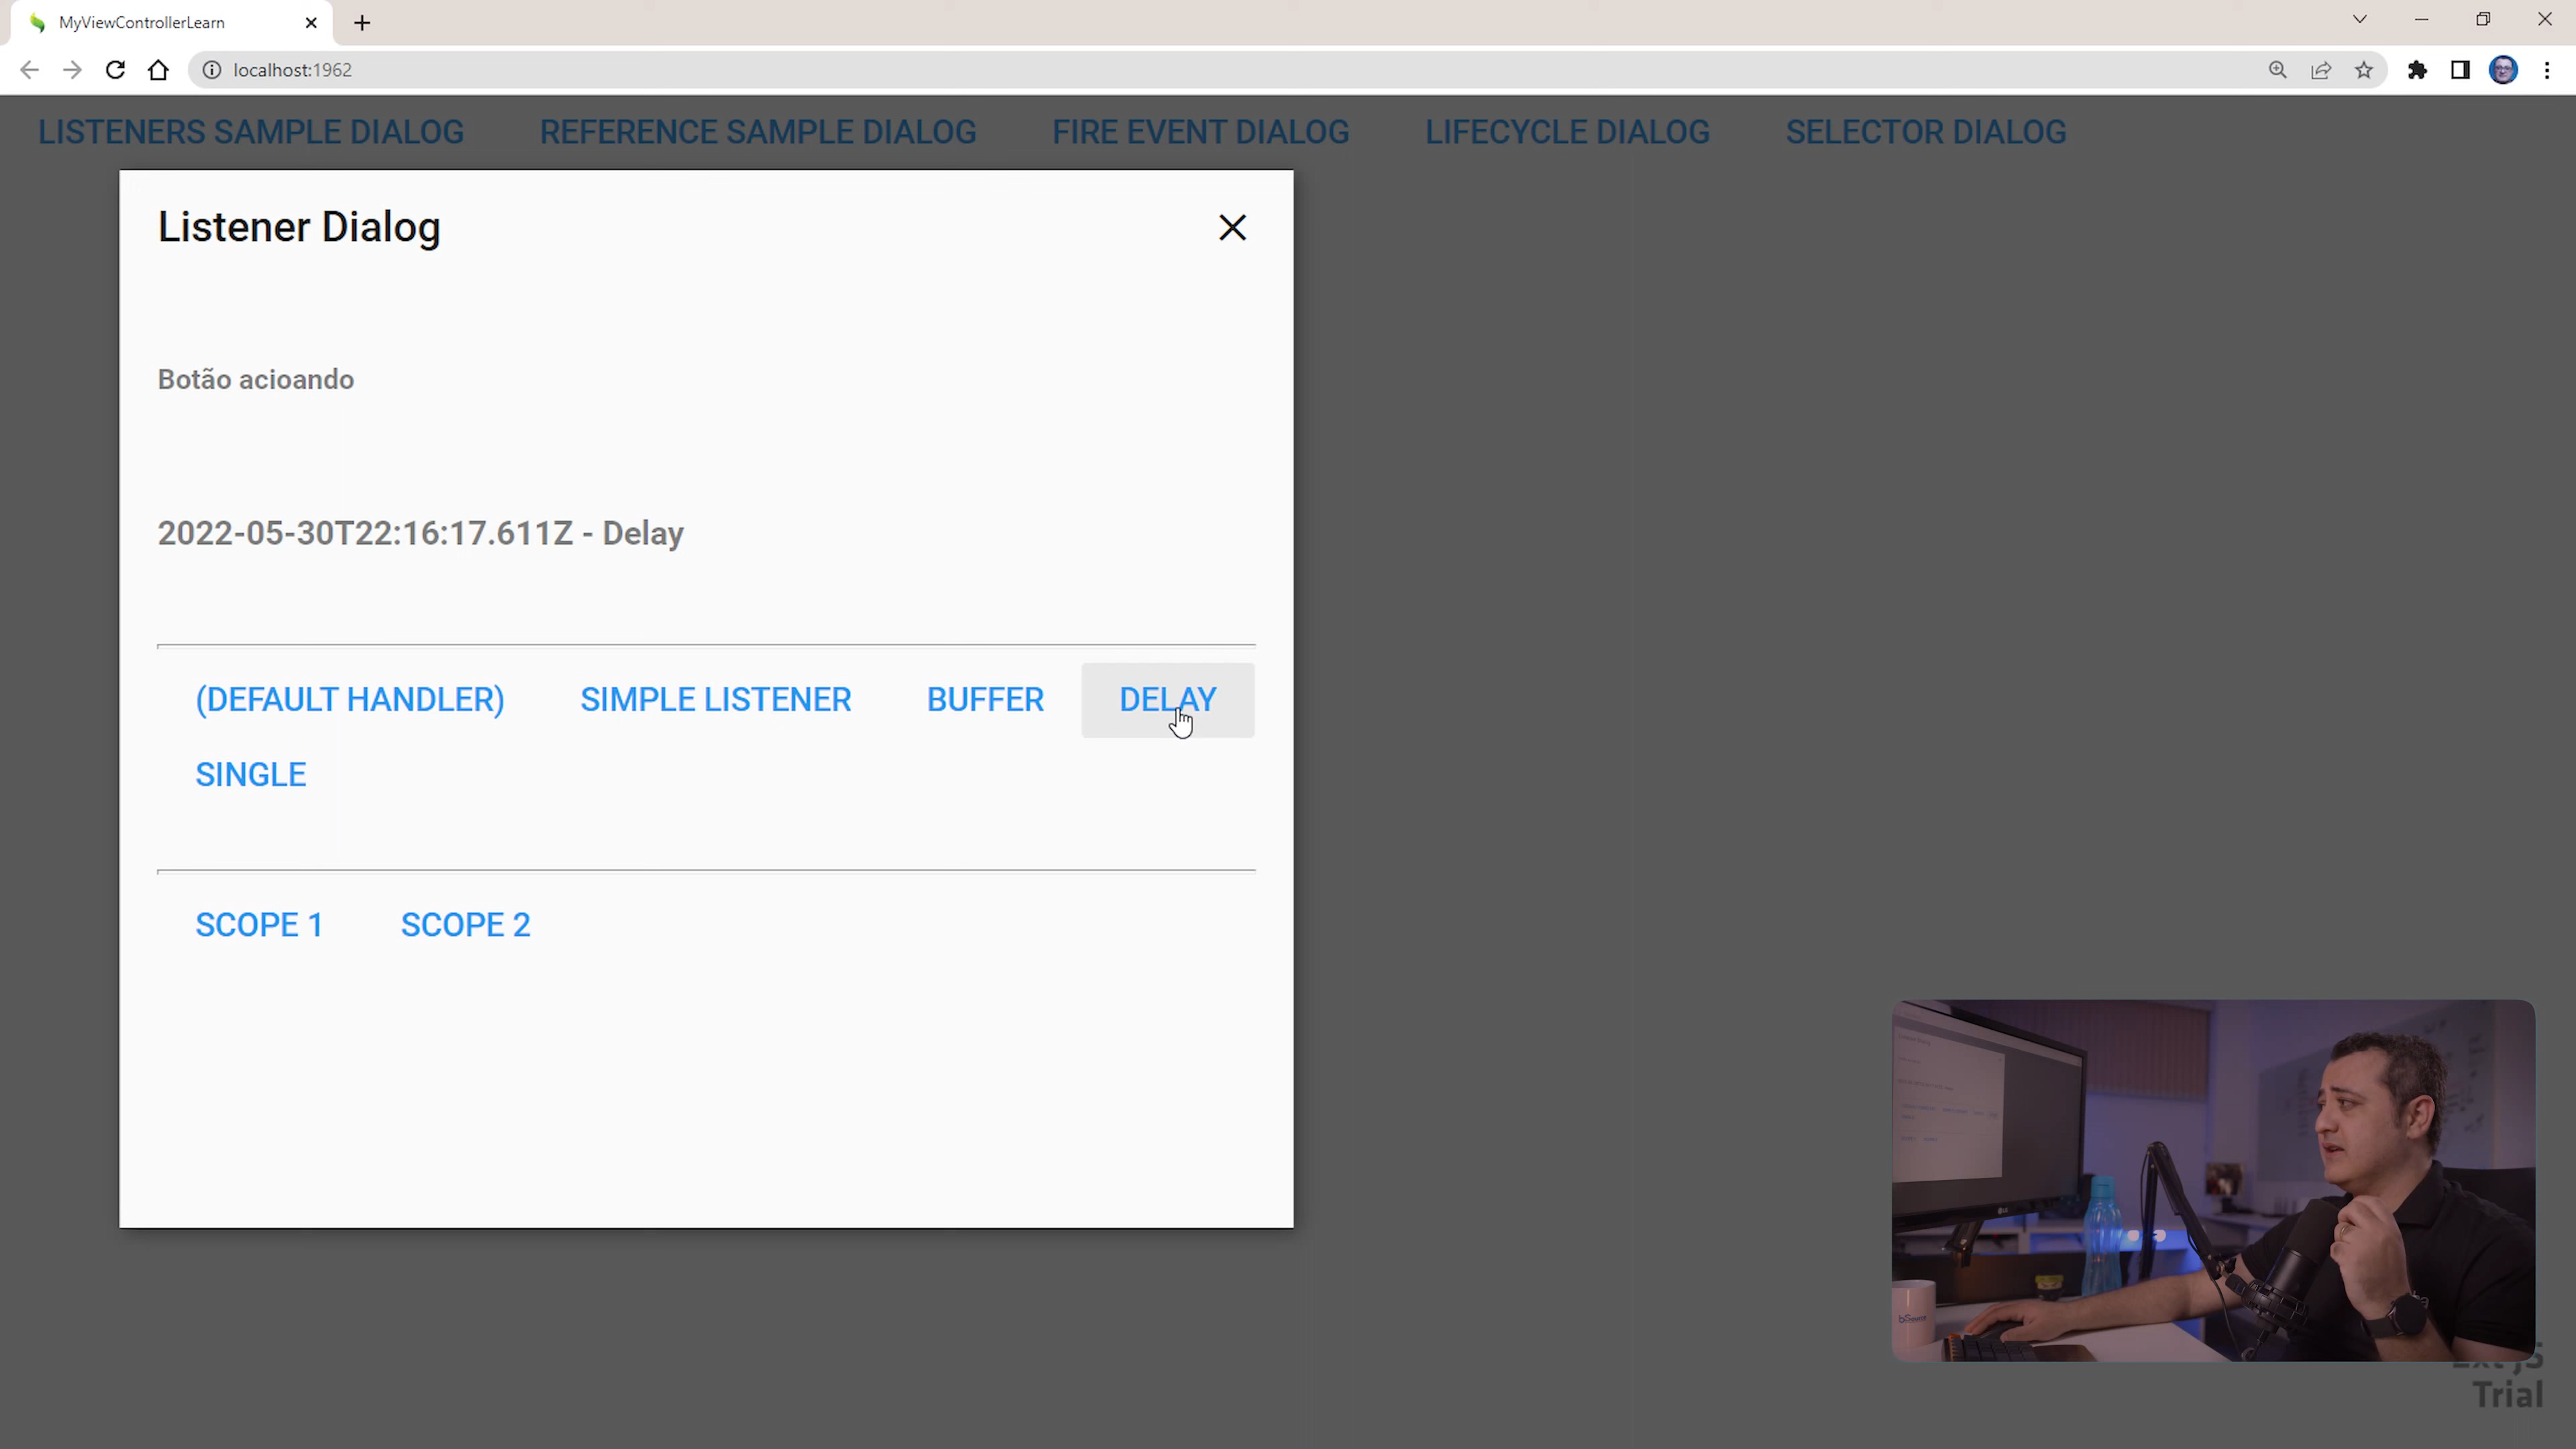 MyViewControllerLearn
localhost:1962
LISTENERS SAMPLE DIALOG REFERENCE SAMPLE DIALOG FIRE EVENT DIALOG LIFECYCLE DIALOG SELECTOR DIALOG
Listener Dialog
Botão acioando
2022-05-30T22:16:17.611Z - Delay
(DEFAULT HANDLER) SIMPLE LISTENER BUFFER DELAY
SINGLE
SCOPE 1 SCOPE 2
Ext JS
Trial